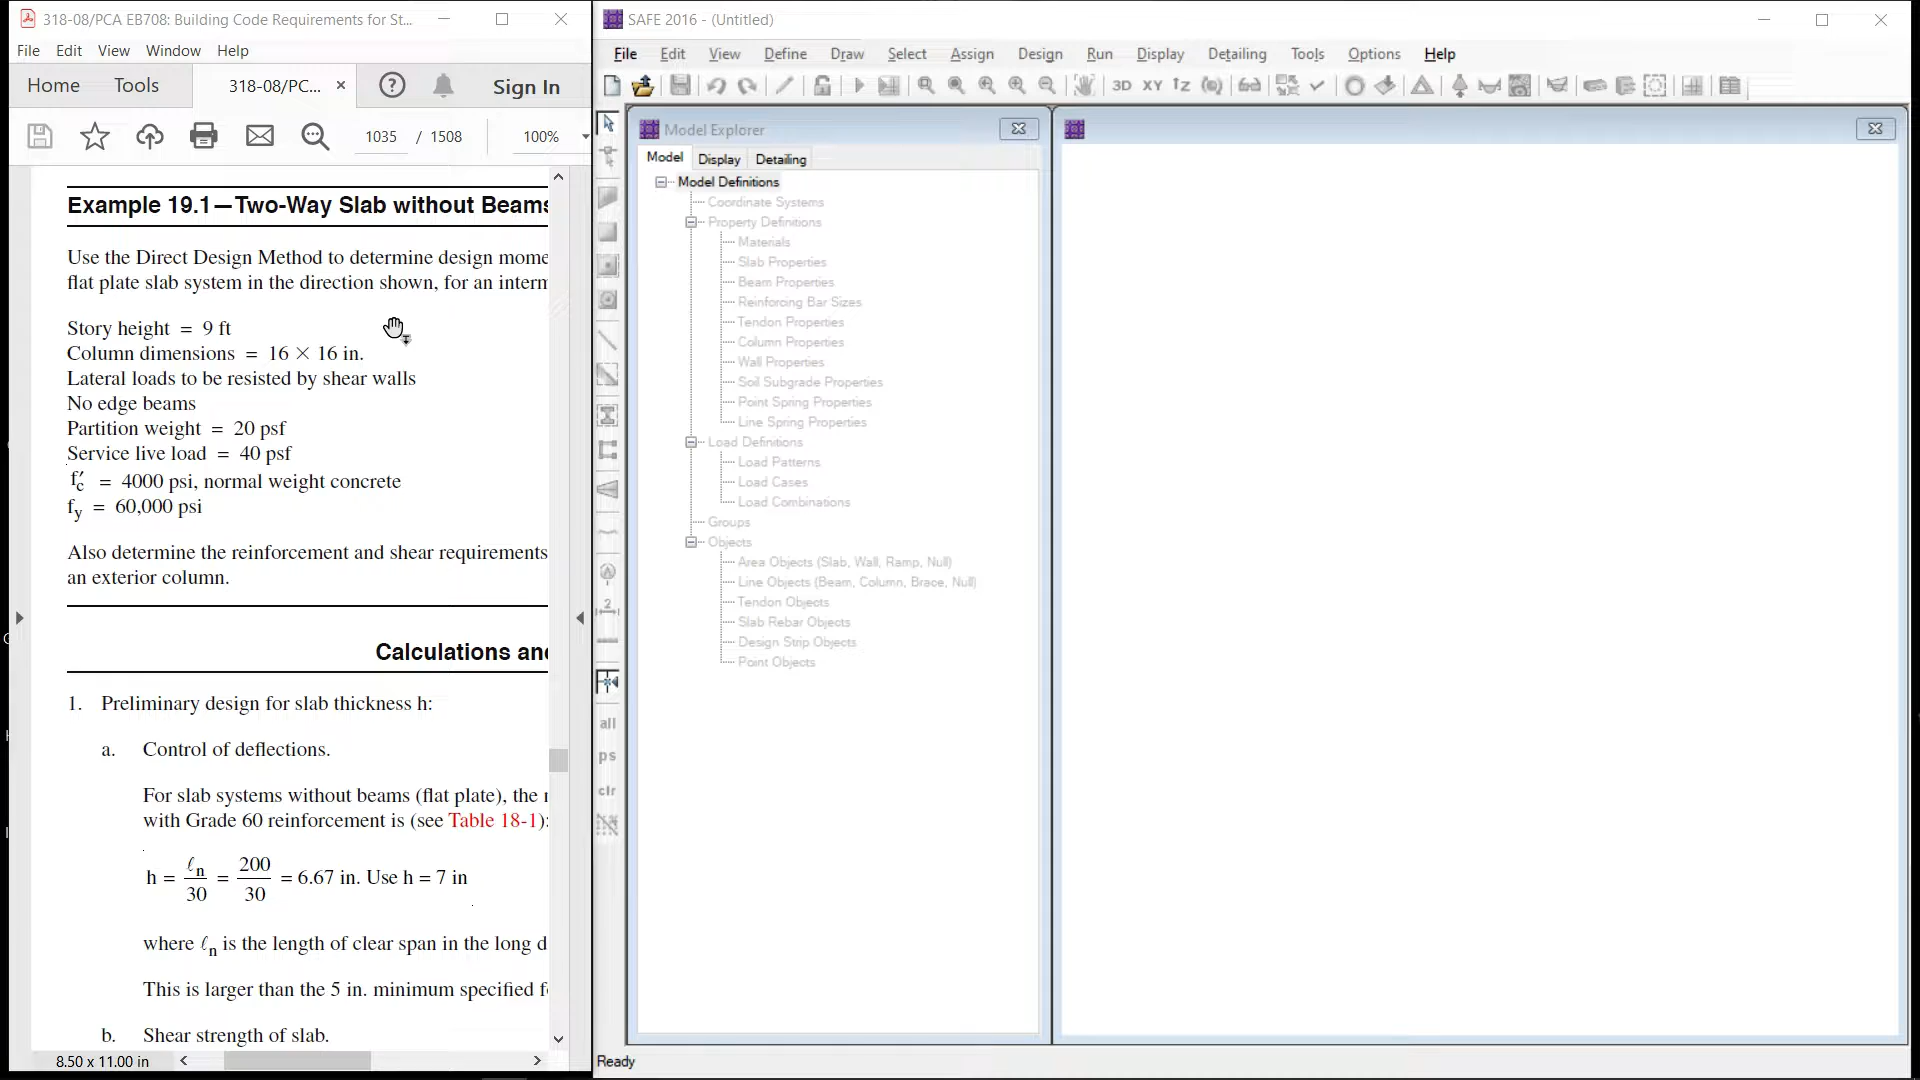 318-08/PCA EB708: Building Code Requirements for St...
File Edit View Window Help
Home Tools 318-08/PC... × ? Sign In
1035 / 1508 100%
Example 19.1—Two-Way Slab without Beams
Use the Direct Design Method to determine design mome
flat plate slab system in the direction shown, for an interm
Story height = 9 ft
Column dimensions = 16 × 16 in.
Lateral loads to be resisted by shear walls
No edge beams
Partition weight = 20 psf
Service live load = 40 psf
f′c = 4000 psi, normal weight concrete
fy = 60,000 psi
Also determine the reinforcement and shear requirements
an exterior column.
Calculations and
1. Preliminary design for slab thickness h:
a. Control of deflections.
For slab systems without beams (flat plate), the
with Grade 60 reinforcement is (see Table 18-1):
h = ℓn/30 = 200/30 = 6.67 in. Use h = 7 in
where ℓn is the length of clear span in the long d
This is larger than the 5 in. minimum specified f
b. Shear strength of slab.
8.50 x 11.00 in
SAFE 2016 - (Untitled)
File Edit View Define Draw Select Assign Design Run Display Detailing Tools Options Help
3D XY
Model Explorer
Model Display Detailing
Model Definitions
Coordinate Systems
Property Definitions
Materials
Slab Properties
Beam Properties
Reinforcing Bar Sizes
Tendon Properties
Column Properties
Wall Properties
Soil Subgrade Properties
Point Spring Properties
Line Spring Properties
Load Definitions
Load Patterns
Load Cases
Load Combinations
Groups
Objects
Area Objects (Slab, Wall, Ramp, Null)
Line Objects (Beam, Column, Brace, Null)
Tendon Objects
Slab Rebar Objects
Design Strip Objects
Point Objects
2
all
ps
clr
Ready